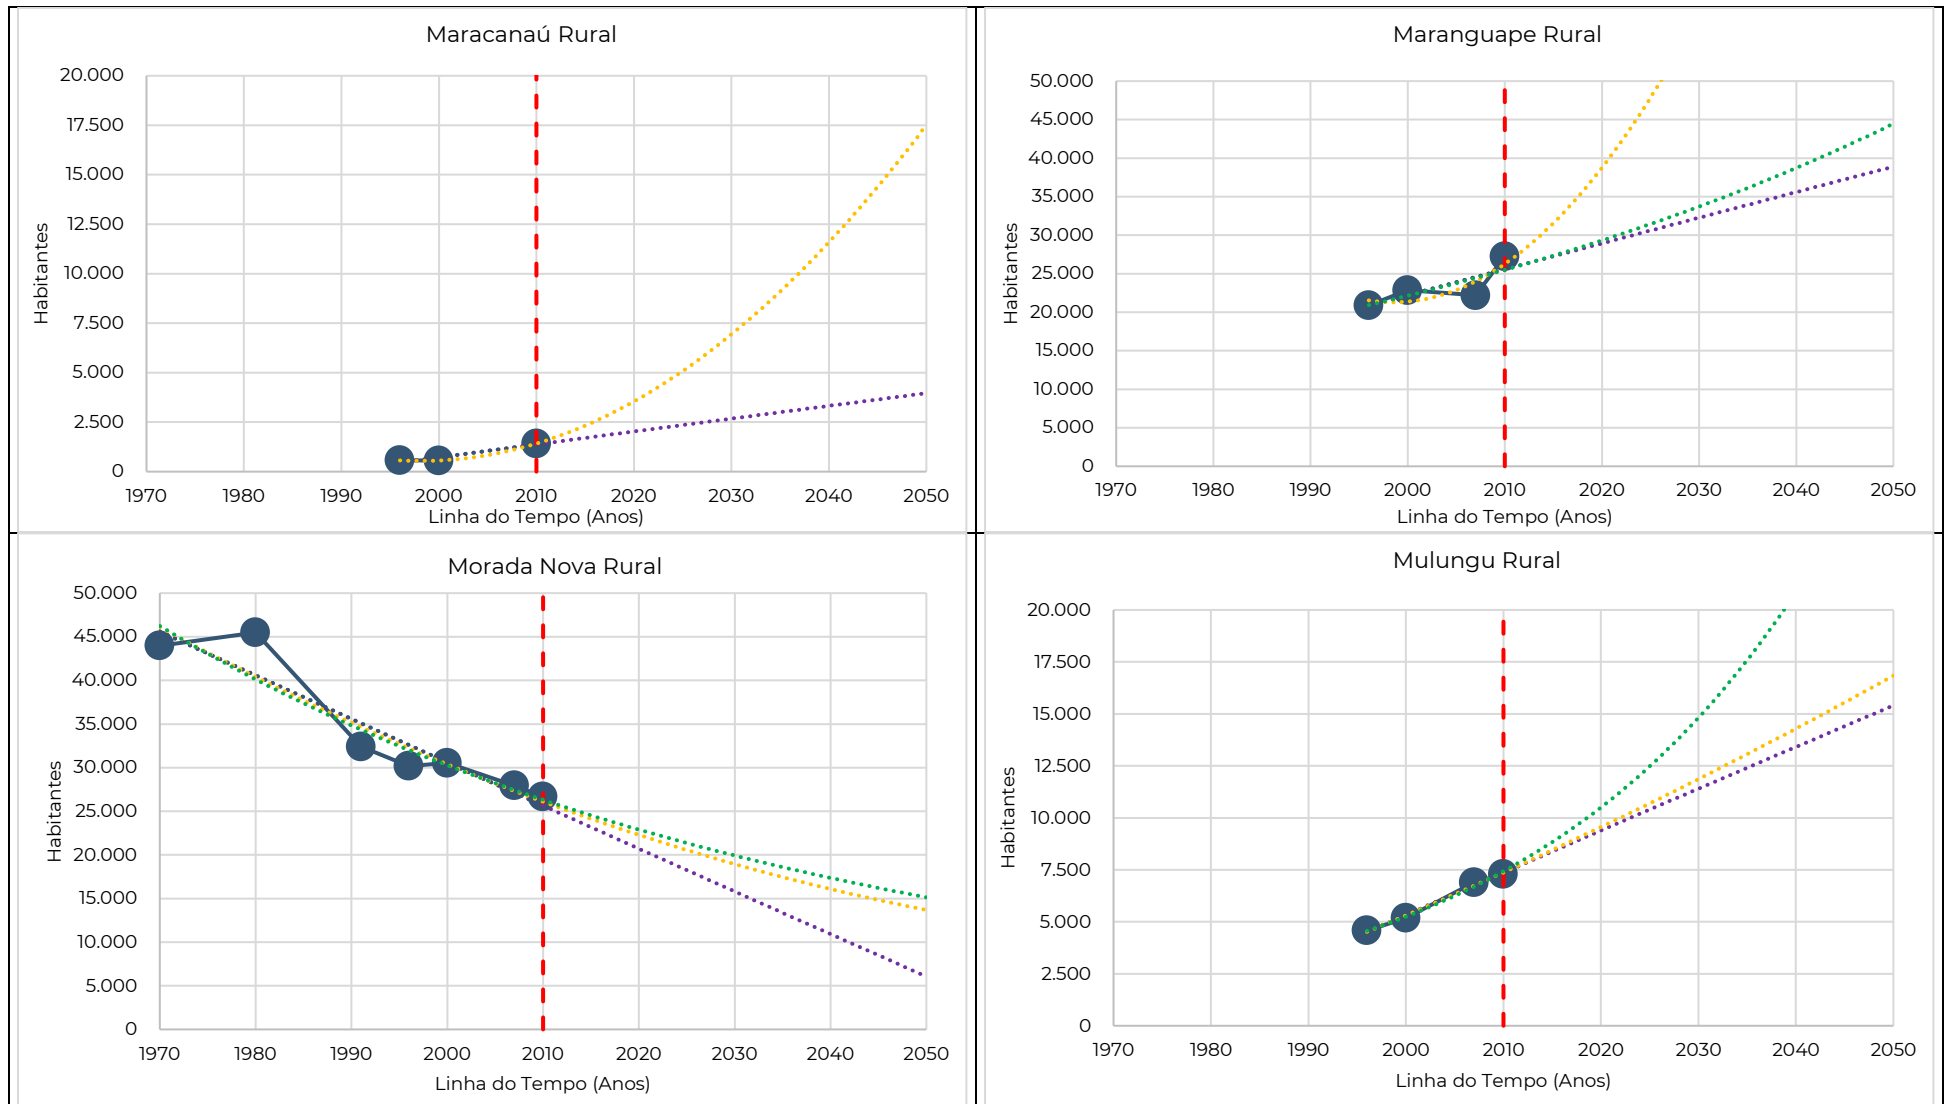 Maracanaú Rural
20.000
17.500
15.000
12.500
10.000
7.500
5.000
2.500
0
Habitantes
1970 1980 1990 2000 2010 2020 2030 2040 2050
Linha do Tempo (Anos)
Maranguape Rural
50.000
45.000
40.000
35.000
30.000
25.000
20.000
15.000
10.000
5.000
0
Habitantes
1970 1980 1990 2000 2010 2020 2030 2040 2050
Linha do Tempo (Anos)
Morada Nova Rural
50.000
45.000
40.000
35.000
30.000
25.000
20.000
15.000
10.000
5.000
0
Habitantes
1970 1980 1990 2000 2010 2020 2030 2040 2050
Linha do Tempo (Anos)
Mulungu Rural
20.000
17.500
15.000
12.500
10.000
7.500
5.000
2.500
0
Habitantes
1970 1980 1990 2000 2010 2020 2030 2040 2050
Linha do Tempo (Anos)